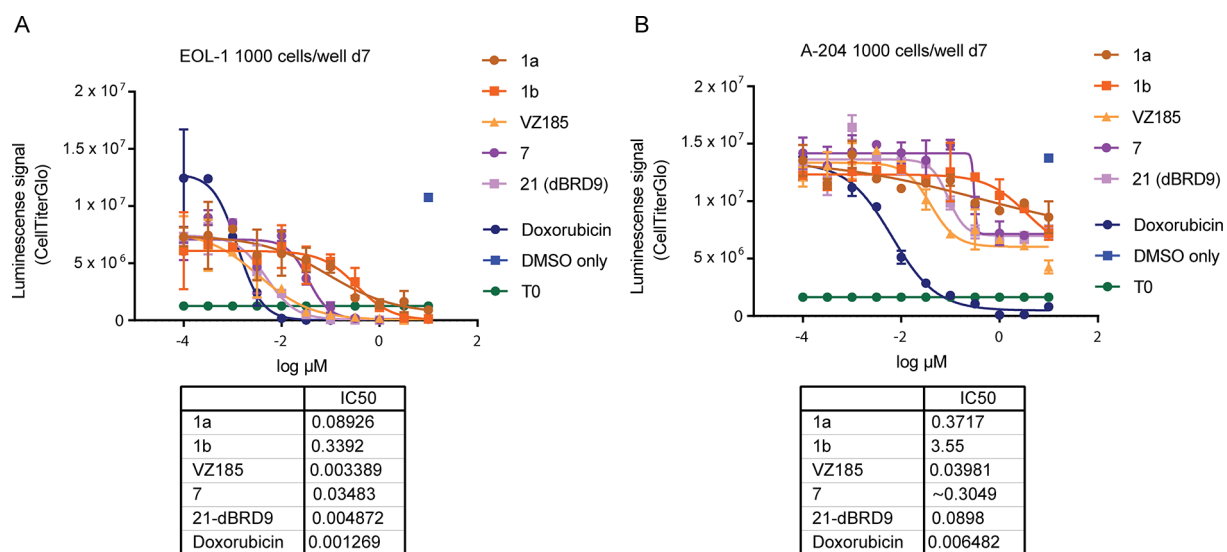 A
EOL-1 1000 cells/well d7
Luminescense signal
(CellTiterGlo)
2 x 10⁷
1.5 x 10⁷
1 x 10⁷
5 x 10⁶
0
-4
-2
0
2
log µM
1a
1b
VZ185
7
21 (dBRD9)
Doxorubicin
DMSO only
T0
IC50
1a 0.08926
1b 0.3392
VZ185 0.003389
7 0.03483
21-dBRD9 0.004872
Doxorubicin 0.001269
B
A-204 1000 cells/well d7
Luminescense signal
(CellTiterGlo)
2 x 10⁷
1.5 x 10⁷
1 x 10⁷
5 x 10⁶
0
-4
-2
0
2
log µM
1a
1b
VZ185
7
21 (dBRD9)
Doxorubicin
DMSO only
T0
IC50
1a 0.3717
1b 3.55
VZ185 0.03981
7 ~0.3049
21-dBRD9 0.0898
Doxorubicin 0.006482